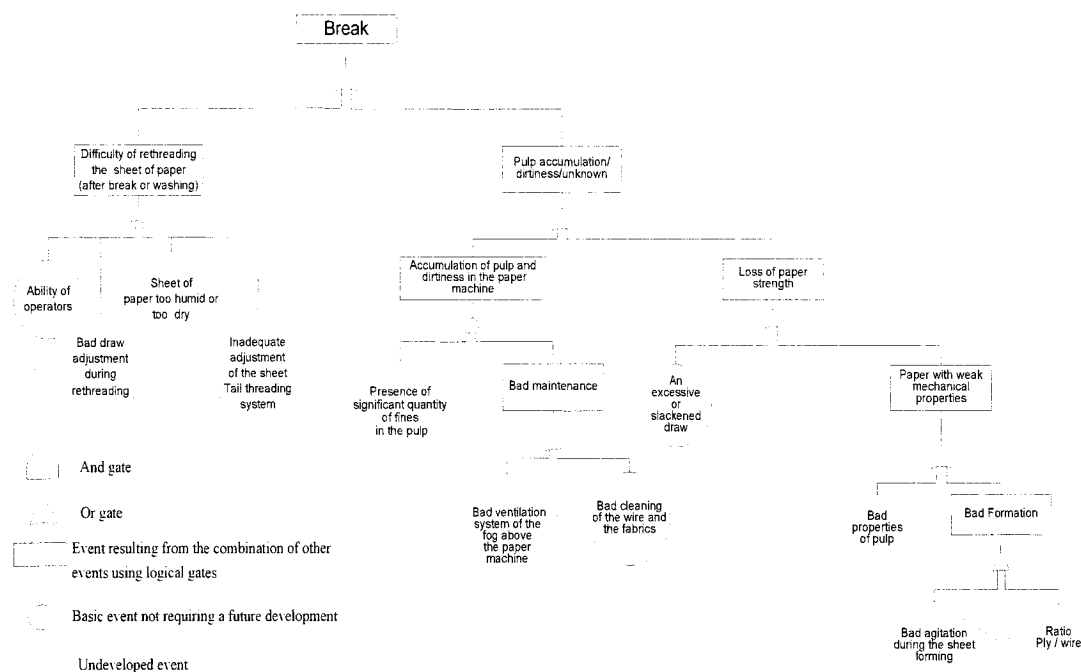 Break
Difficulty of rethreading
the sheet of paper
(after break or washing)
Pulp accumulation/
dirtiness/unknown
Ability of
operators
Sheet of
paper too humid or
too dry
Bad draw
adjustment
during
rethreading
Inadequate
adjustment
of the sheet
Tail threading
system
Accumulation of pulp and
dirtiness in the paper
machine
Loss of paper
strength
Presence of
significant quantity
of fines
in the pulp
Bad maintenance
An
excessive
or
slackened
draw
Paper with weak
mechanical
properties
Bad ventilation
system of the
fog above
the paper
machine
Bad cleaning
of the wire and
the fabrics
Bad
properties
of pulp
Bad Formation
Bad agitation
during the sheet
forming
Ratio
Ply / wire
And gate
Or gate
Event resulting from the combination of other
events using logical gates
Basic event not requiring a future development
Undeveloped event